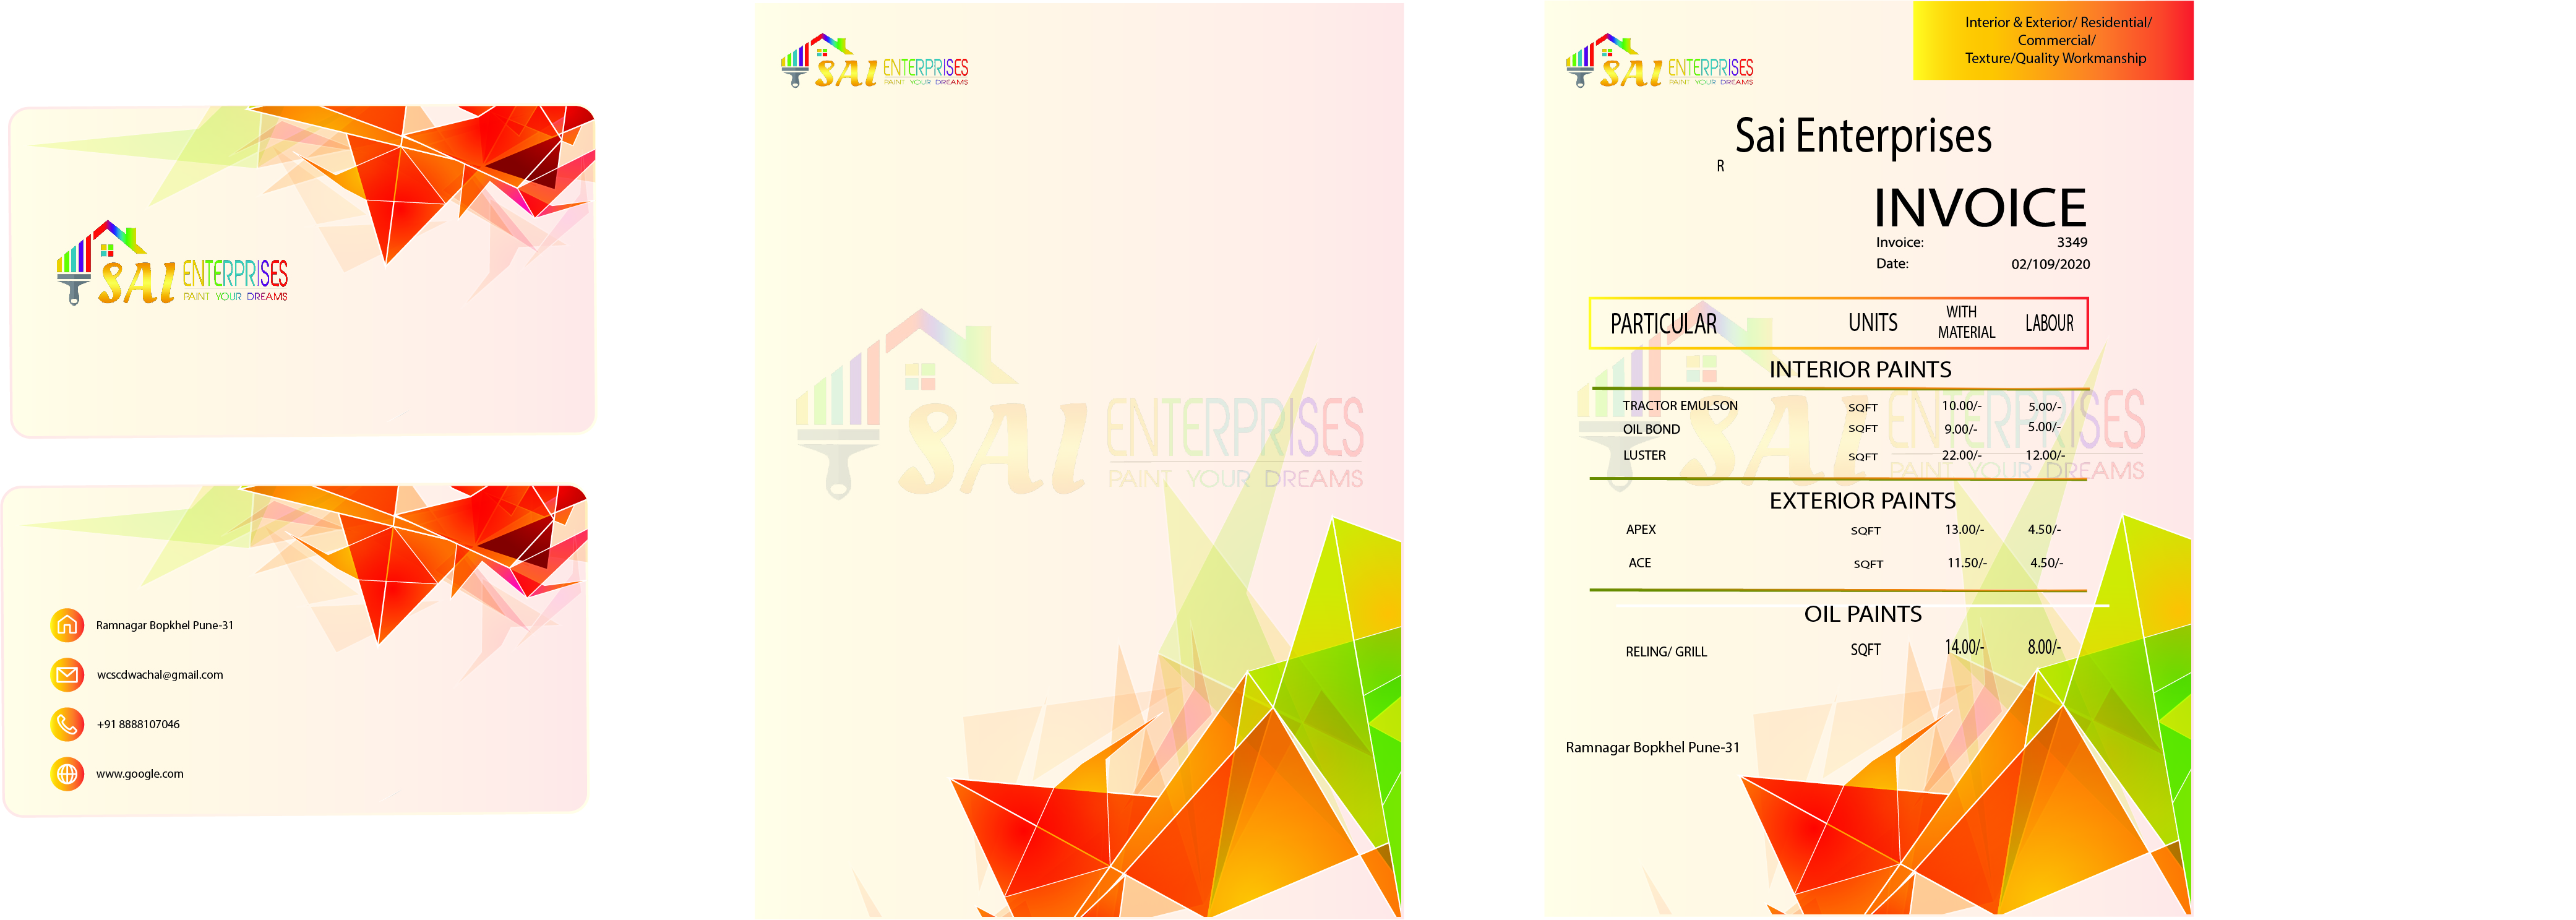 SAI ENTERPRISES
PAINT YOUR DREAMS
Ramnagar Bopkhel Pune-31
wcscdwachal@gmail.com
+91 8888107046
www.google.com
SAI ENTERPRISES
PAINT YOUR DREAMS
SAI ENTERPRISES
PAINT YOUR DREAMS
SAI ENTERPRISES
PAINT YOUR DREAMS
Interior & Exterior/ Residential/
Commercial/
Texture/Quality Workmanship
Sai Enterprises
R
INVOICE
Invoice: 3349
Date: 02/109/2020
PARTICULAR UNITS WITH MATERIAL LABOUR
INTERIOR PAINTS
SAI ENTERPRISES
PAINT YOUR DREAMS
TRACTOR EMULSON SQFT 10.00/- 5.00/-
OIL BOND SQFT 9.00/- 5.00/-
LUSTER SQFT 22.00/- 12.00/-
EXTERIOR PAINTS
APEX SQFT 13.00/- 4.50/-
ACE SQFT 11.50/- 4.50/-
OIL PAINTS
RELING/ GRILL SQFT 14.00/- 8.00/-
Ramnagar Bopkhel Pune-31